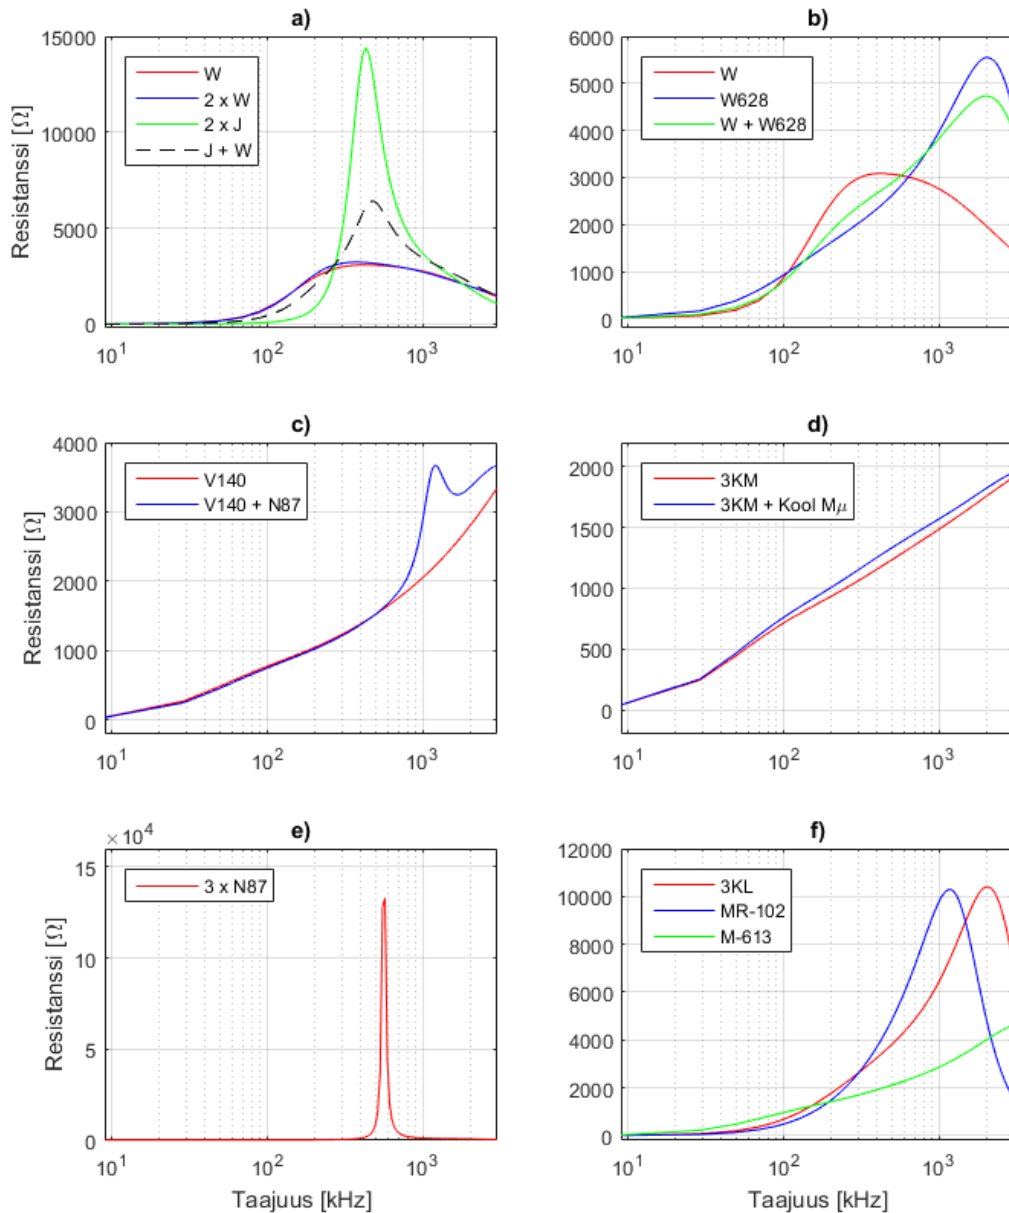 a)
15000
10000
5000
0
10¹
10²
10³
Resistanssi [Ω]
W
2 x W
2 x J
J + W
b)
6000
5000
4000
3000
2000
1000
0
10¹
10²
10³
W
W628
W + W628
c)
4000
3000
2000
1000
0
10¹
10²
10³
Resistanssi [Ω]
V140
V140 + N87
d)
2000
1500
1000
500
0
10¹
10²
10³
3KM
3KM + Kool Mμ
e)
×10⁴
15
10
5
0
10¹
10²
10³
Resistanssi [Ω]
Taajuus [kHz]
3 x N87
f)
12000
10000
8000
6000
4000
2000
0
10¹
10²
10³
Taajuus [kHz]
3KL
MR-102
M-613